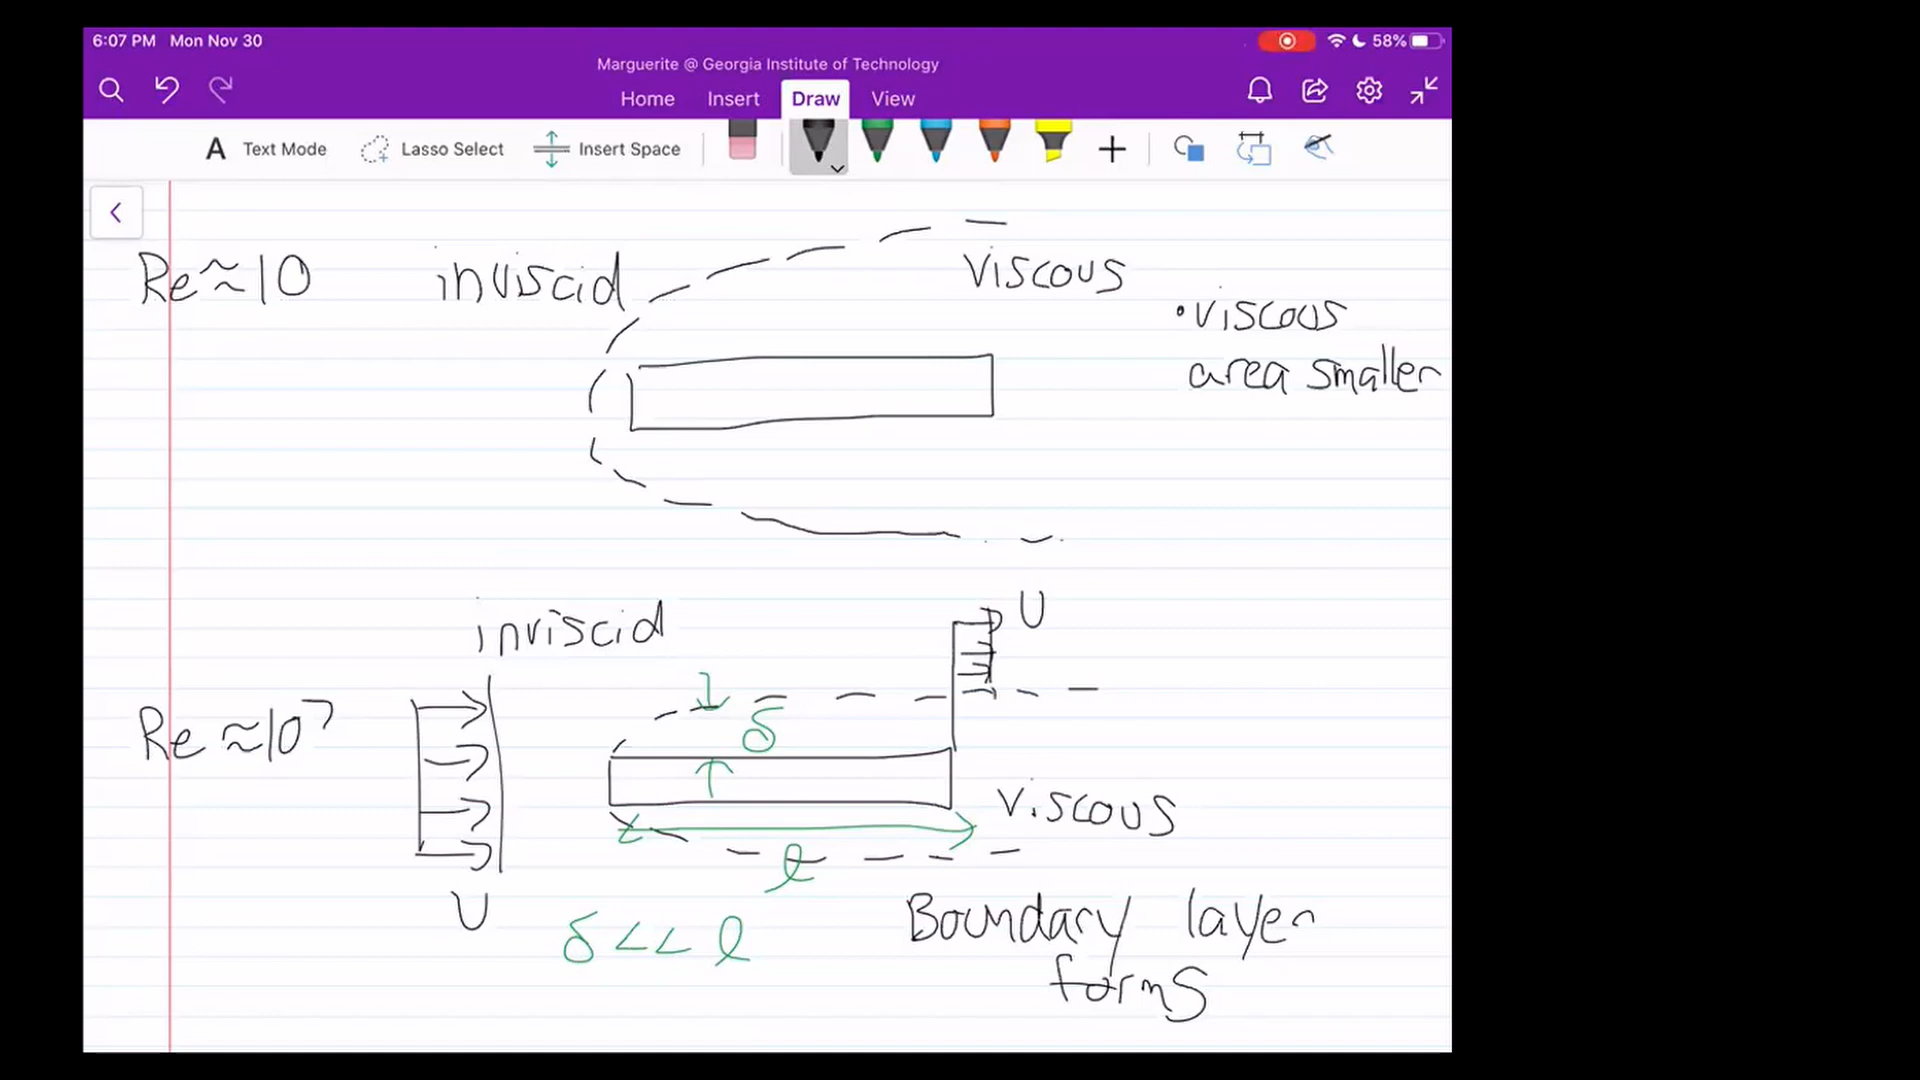 6:07 PM Mon Nov 30
58%
Marguerite @ Georgia Institute of Technology
Home Insert Draw View
A Text Mode Lasso Select Insert Space
Re≈10 inviscid viscous
•viscous
area smaller
U
inviscid
δ
Re≈10⁷
viscous
ℓ
U
δ<<ℓ
Boundary layer
forms